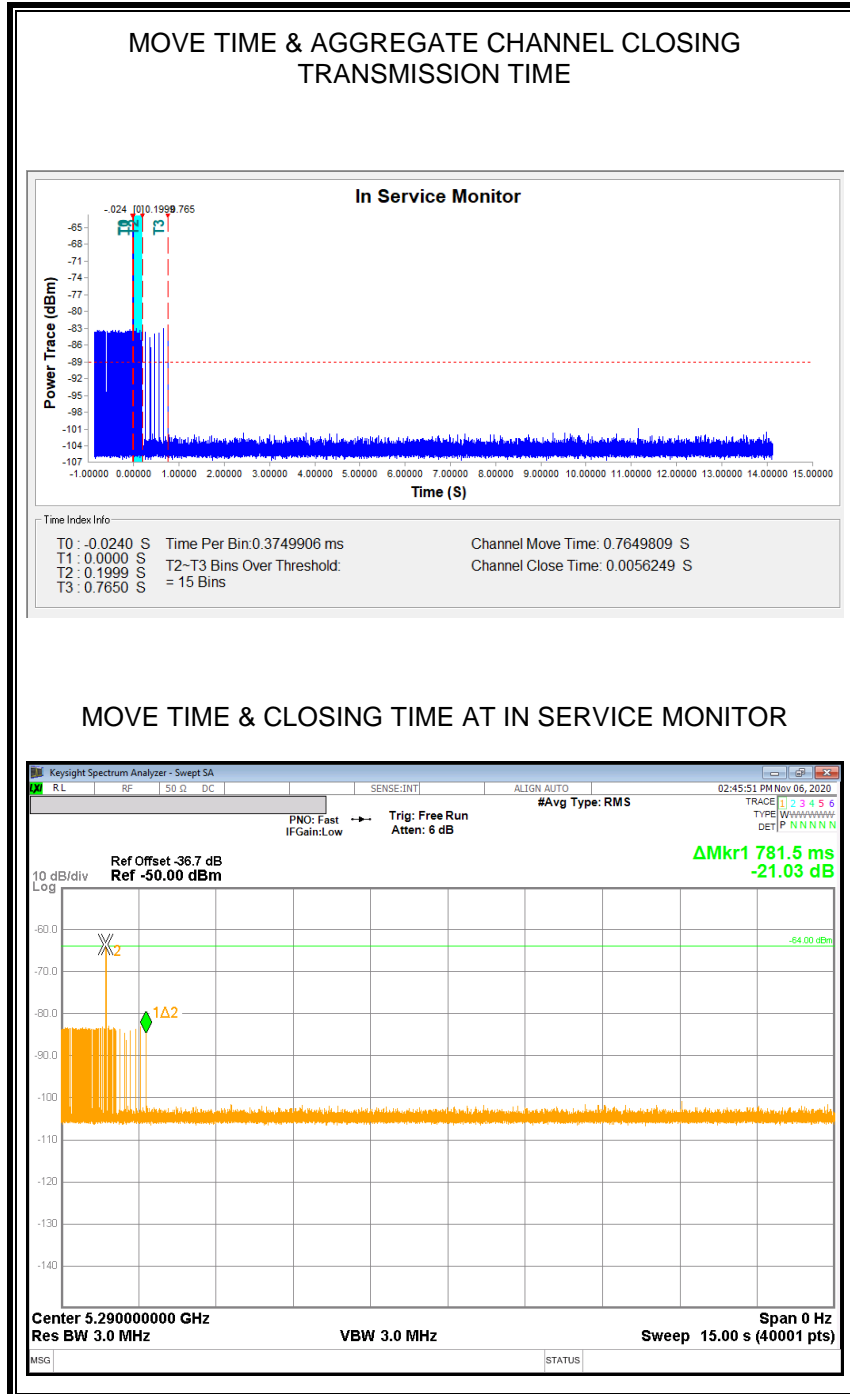 MOVE TIME & AGGREGATE CHANNEL CLOSING
TRANSMISSION TIME
In Service Monitor
-.024 [0]0.1999 0.765
T2 T3
Power Trace (dBm)
-65
-68
-71
-74
-77
-80
-83
-86
-89
-92
-95
-98
-101
-104
-107
-1.00000 0.00000 1.00000 2.00000 3.00000 4.00000 5.00000 6.00000 7.00000 8.00000 9.00000 10.00000 11.00000 12.00000 13.00000 14.00000 15.00000
Time (S)
Time Index Info
T0 : -0.0240 S Time Per Bin:0.3749906 ms Channel Move Time: 0.7649809 S
T1 : 0.0000 S T2~T3 Bins Over Threshold: Channel Close Time: 0.0056249 S
T2 : 0.1999 S = 15 Bins
T3 : 0.7650 S
MOVE TIME & CLOSING TIME AT IN SERVICE MONITOR
Keysight Spectrum Analyzer - Swept SA
LXI RL RF 50 Ω DC SENSE:INT ALIGN AUTO 02:45:51 PM Nov 06, 2020
#Avg Type: RMS TRACE 1 2 3 4 5 6
PNO: Fast Trig: Free Run TYPE WWWWWW
IFGain:Low Atten: 6 dB DET P N N N N N
ΔMkr1 781.5 ms
-21.03 dB
Ref Offset -36.7 dB
10 dB/div Ref -50.00 dBm
Log
-60.0
-64.00 dBm
2
-70.0
-80.0
1Δ2
-90.0
-100
-110
-120
-130
-140
Center 5.290000000 GHz Span 0 Hz
Res BW 3.0 MHz VBW 3.0 MHz Sweep 15.00 s (40001 pts)
MSG STATUS